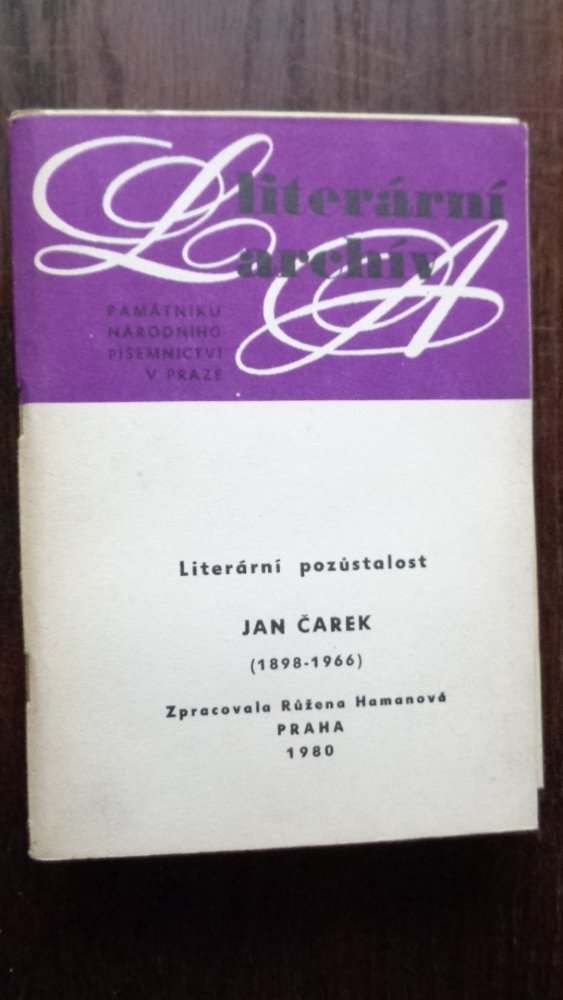 literární
archív
PAMÁTNÍKU
NÁRODNÍHO
PÍSEMNICTVÍ
V PRAZE
Literární pozůstalost
JAN ČAREK
(1898-1966)
Zpracovala Růžena Hamanová
PRAHA
1980